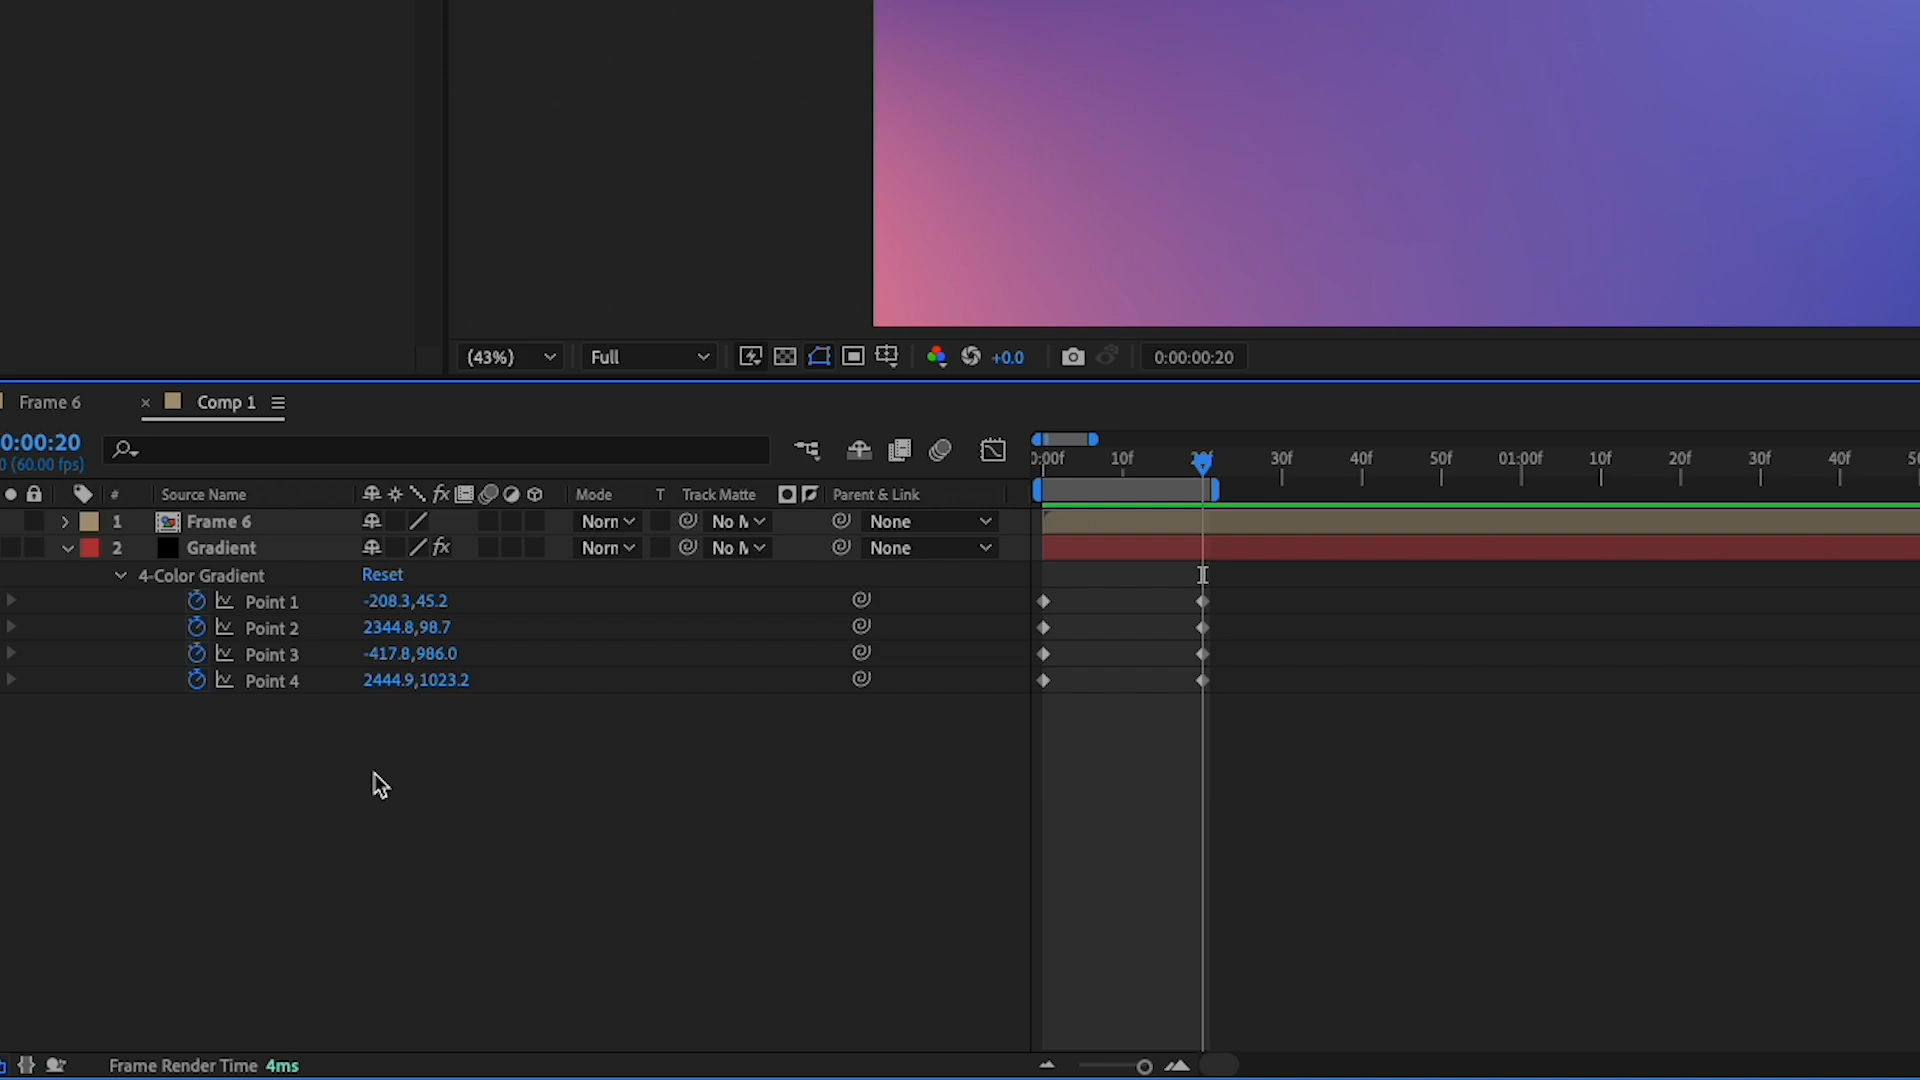 (43%) Full +0.0 0:00:00:20
Frame 6 × Comp 1
0:00:20
0 (60.00 fps)
0:00f 10f 20f 30f 40f 50f 01:00f 10f 20f 30f 40f
# Source Name fx Mode T Track Matte Parent & Link
1 Frame 6 Norn No M None
2 Gradient fx Norn No M None
4-Color Gradient Reset
Point 1 -208.3,45.2
Point 2 2344.8,98.7
Point 3 -417.8,986.0
Point 4 2444.9,1023.2
Frame Render Time 4ms